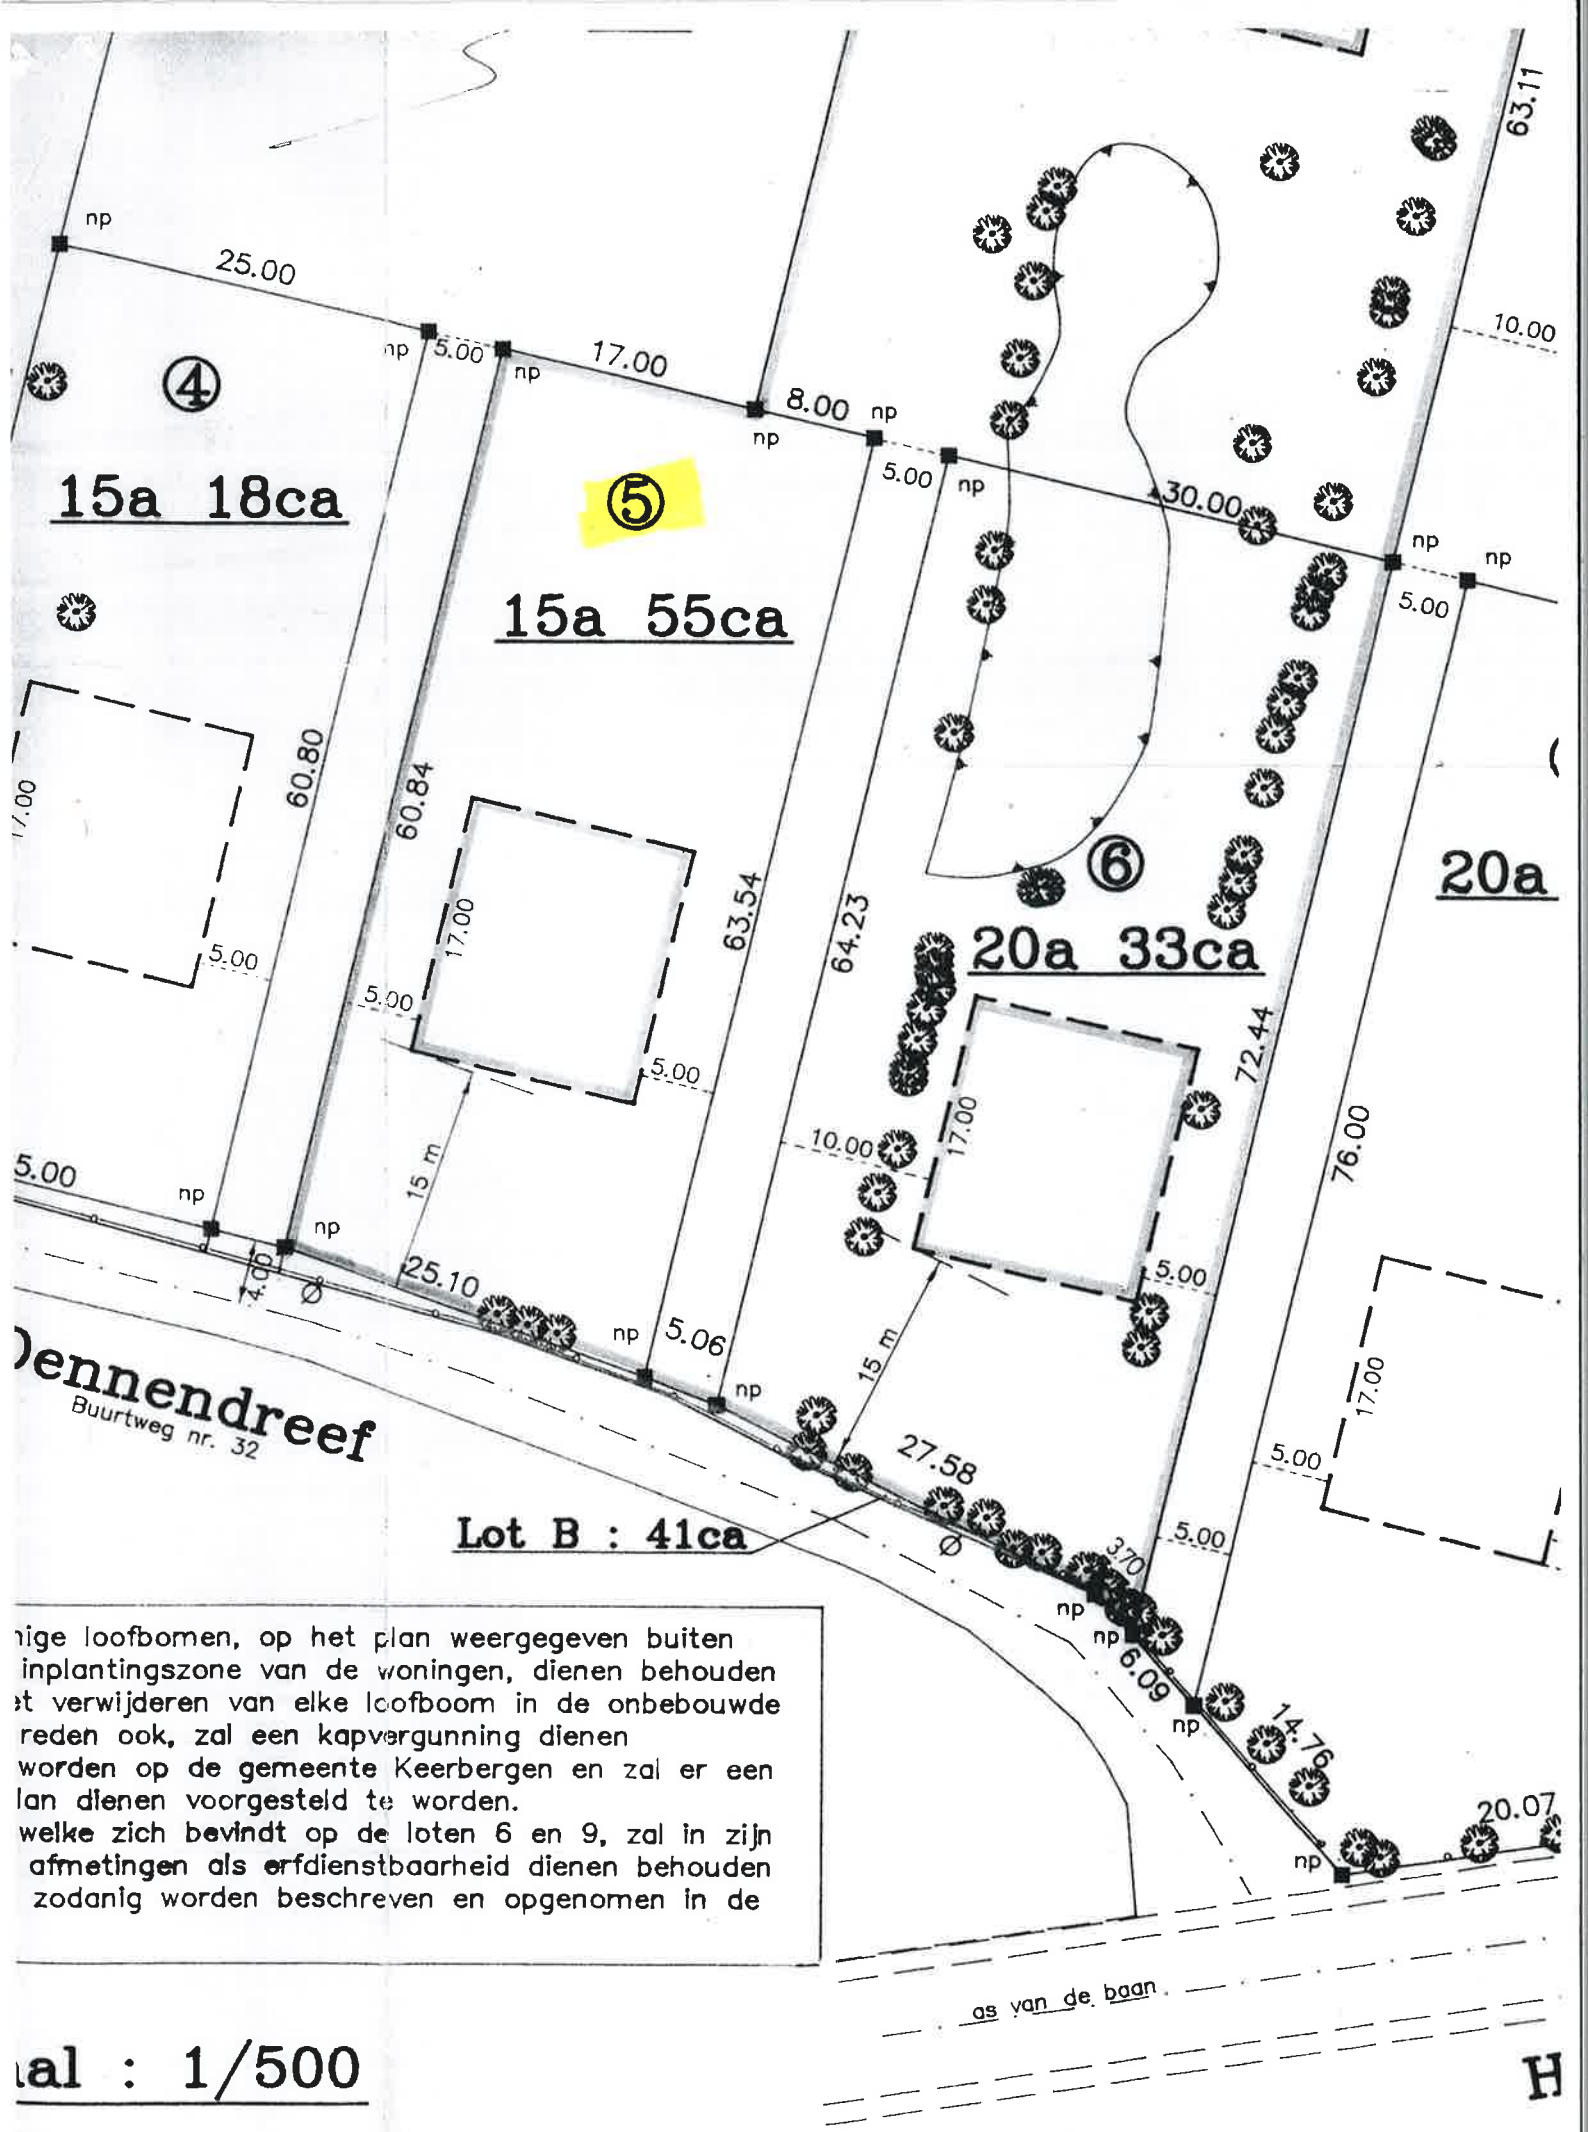 63.11
np
25.00
10.00
np
5.00
17.00
np
④
8.00
np
np
5.00
np
15a 18ca
⑤
30.00
np
np
5.00
15a 55ca
60.80
60.84
17.00
17.00
63.54
64.23
⑥
20a
20a 33ca
5.00
5.00
5.00
72.44
17.00
10.00
76.00
15 m
5.00
np
np
4.00
25.10
5.00
np
5.06
np
15 m
17.00
Dennendreef
Buurtweg nr. 32
27.58
5.00
Lot B : 41ca
Ø
Ø
3.70
5.00
np
np
6.09
np
14.76
20.07
np
nige loofbomen, op het plan weergegeven buiten
inplantingszone van de woningen, dienen behouden
et verwijderen van elke loofboom in de onbebouwde
reden ook, zal een kapvergunning dienen
worden op de gemeente Keerbergen en zal er een
lan dienen voorgesteld te worden.
welke zich bevindt op de loten 6 en 9, zal in zijn
afmetingen als erfdienstbaarheid dienen behouden
zodanig worden beschreven en opgenomen in de
as van de baan
aal : 1/500
H